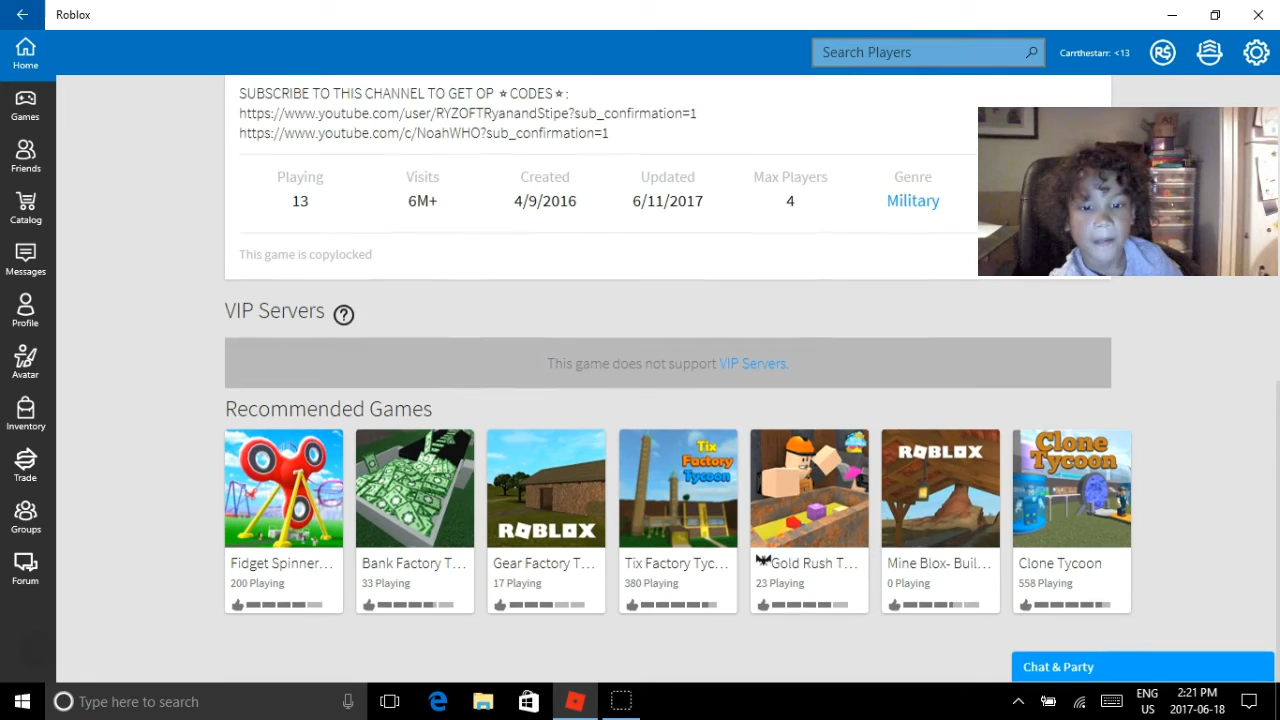 Roblox
Home
Search Players
Carrthestarr: <13
R$
Games
Friends
Catalog
Messages
Profile
Avatar
Inventory
Trade
Groups
Forum
SUBSCRIBE TO THIS CHANNEL TO GET OP ⭐CODES⭐:
https://www.youtube.com/user/RYZOFTRyanandStipe?sub_confirmation=1
https://www.youtube.com/c/NoahWHO?sub_confirmation=1
Playing Visits Created Updated Max Players Genre
13 6M+ 4/9/2016 6/11/2017 4 Military
This game is copylocked
VIP Servers ?
This game does not support VIP Servers.
Recommended Games
Tix Factory Tycoon
ROBLOX
Clone Tycoon
ROBLOX
Fidget Spinner... Bank Factory T... Gear Factory T... Tix Factory Tyc... Gold Rush T... Mine Blox- Buil... Clone Tycoon
200 Playing 33 Playing 17 Playing 380 Playing 23 Playing 0 Playing 558 Playing
Chat & Party
Type here to search
ENG 2:21 PM
US 2017-06-18